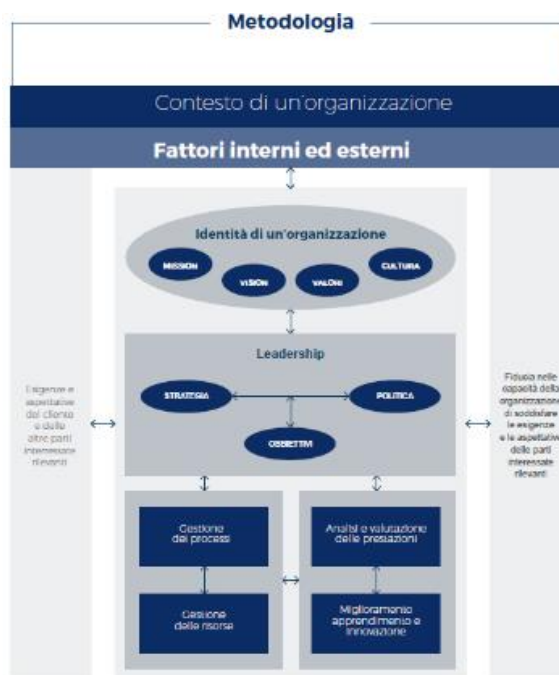 Metodologia
Contesto di un'organizzazione
Fattori interni ed esterni
Identità di un'organizzazione
MISSION
VISION
VALORI
CULTURA
Leadership
STRATEGIA
POLITICA
OBBIETTIVI
Esigenze e
aspettative
del cliente
e delle
altre parti
interessate
rilevanti
Fiducia nelle
capacità della
organizzazione
di soddisfare
le esigenze
e le aspettative
delle parti
interessate
rilevanti
Gestione
dei processi
Analisi e valutazione
delle prestazioni
Gestione
delle risorse
Miglioramento
apprendimento e
innovazione